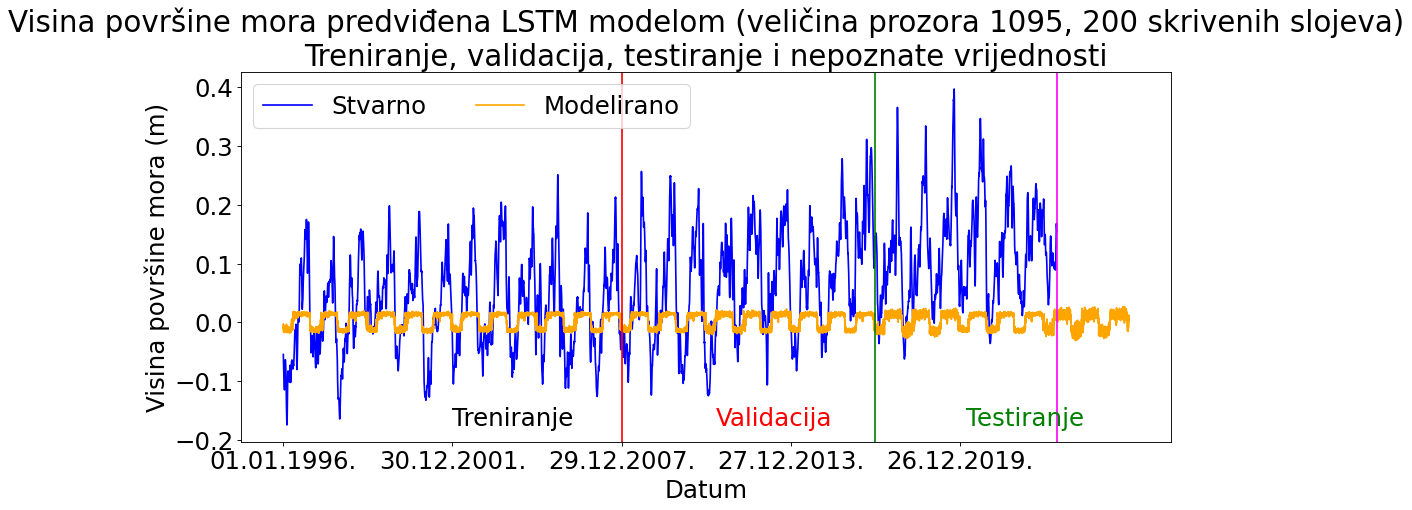 Visina površine mora predviđena LSTM modelom (veličina prozora 1095, 200 skrivenih slojeva)
Treniranje, validacija, testiranje i nepoznate vrijednosti
Stvarno
Modelirano
Visina površine mora (m)
0.4
0.3
0.2
0.1
0.0
−0.1
−0.2
Treniranje
Validacija
Testiranje
01.01.1996.
30.12.2001.
29.12.2007.
27.12.2013.
26.12.2019.
Datum